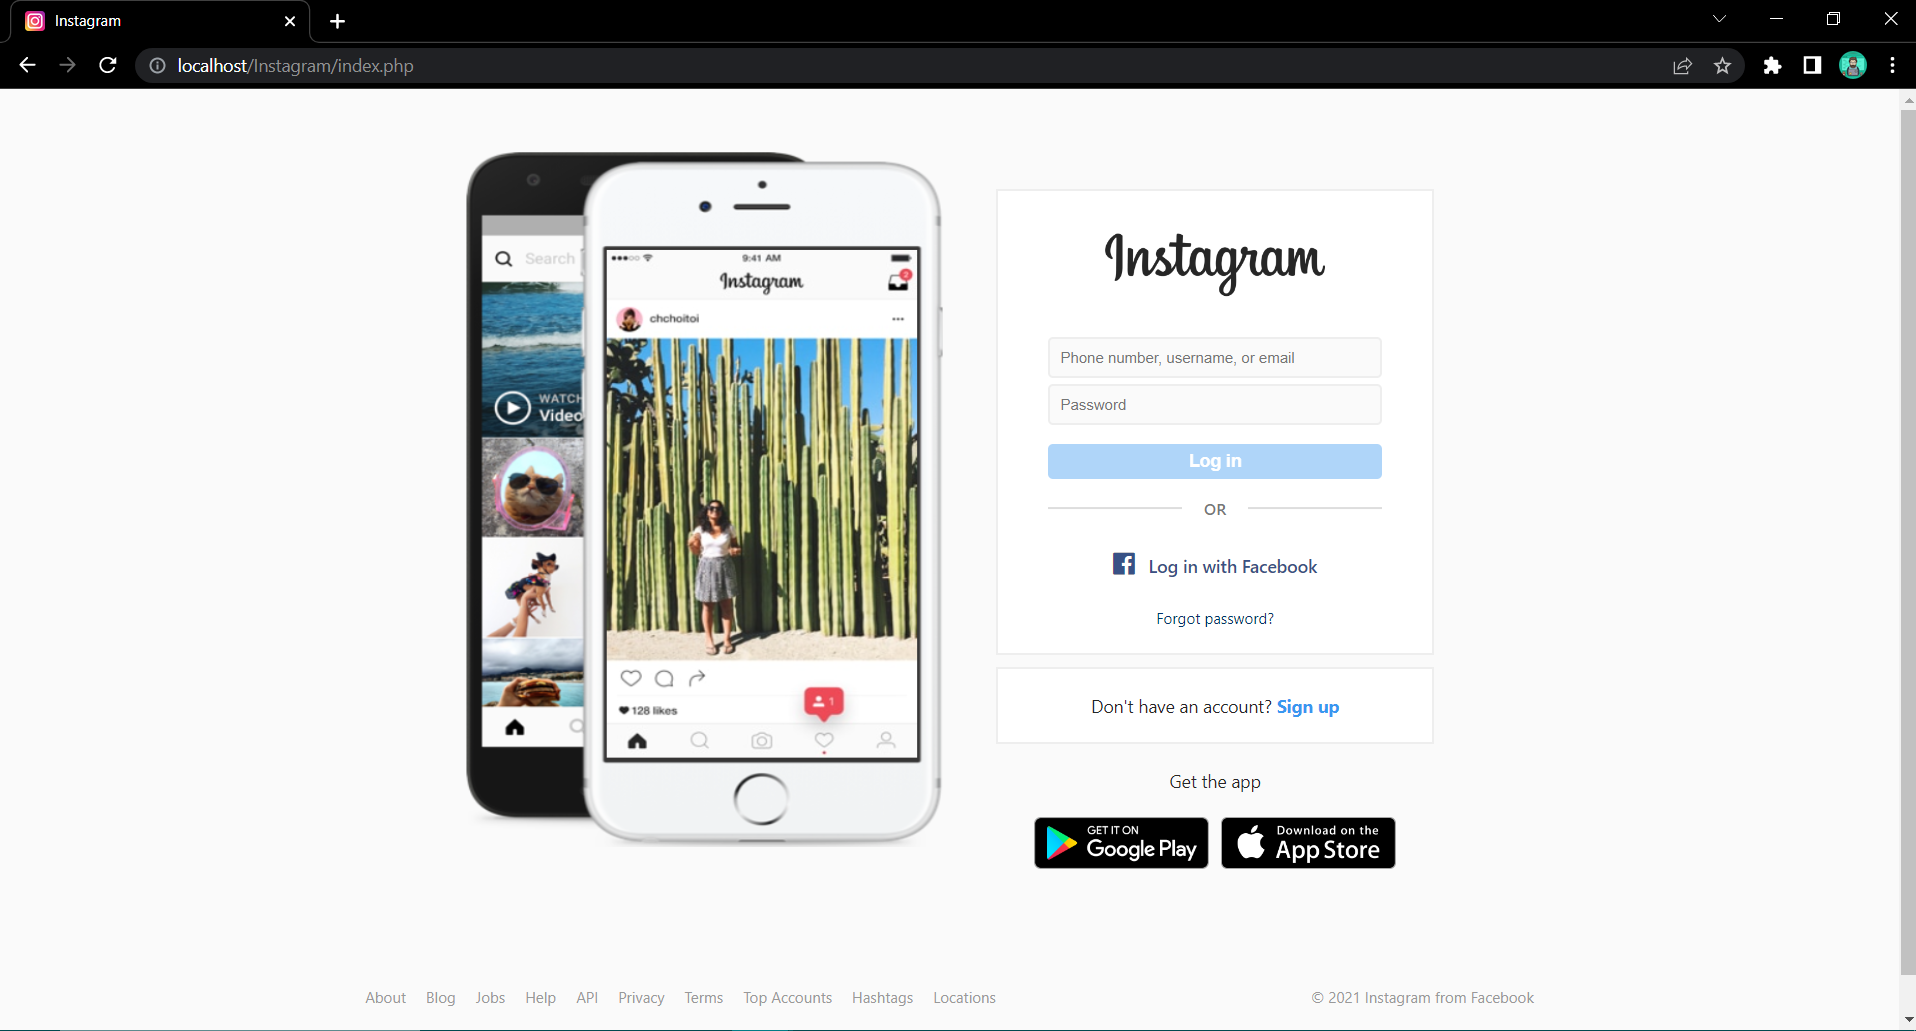 Instagram
localhost/Instagram/index.php
Search
WATCH
Video
9:41 AM
Instagram
2
chchoitoi
128 likes
1
Instagram
Phone number, username, or email
Password
Log in
OR
Log in with Facebook
Forgot password?
Don't have an account? Sign up
Get the app
GET IT ON
Google Play
Download on the
App Store
About Blog Jobs Help API Privacy Terms Top Accounts Hashtags Locations © 2021 Instagram from Facebook